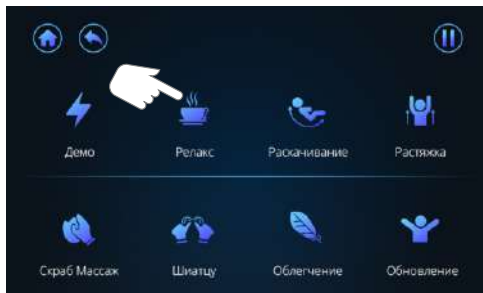 Демо Релакс Раскачивание Растяжка
Скраб Массаж Шиатцу Облегчение Обновление